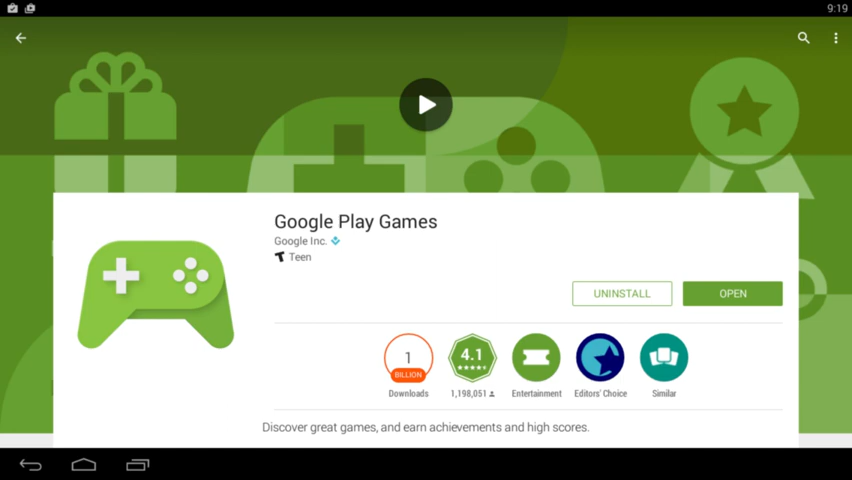 9:19
Google Play Games
Google Inc.
Teen
UNINSTALL
OPEN
1
BILLION
Downloads
4.1
1,198,051
Entertainment
Editors' Choice
Similar
Discover great games, and earn achievements and high scores.